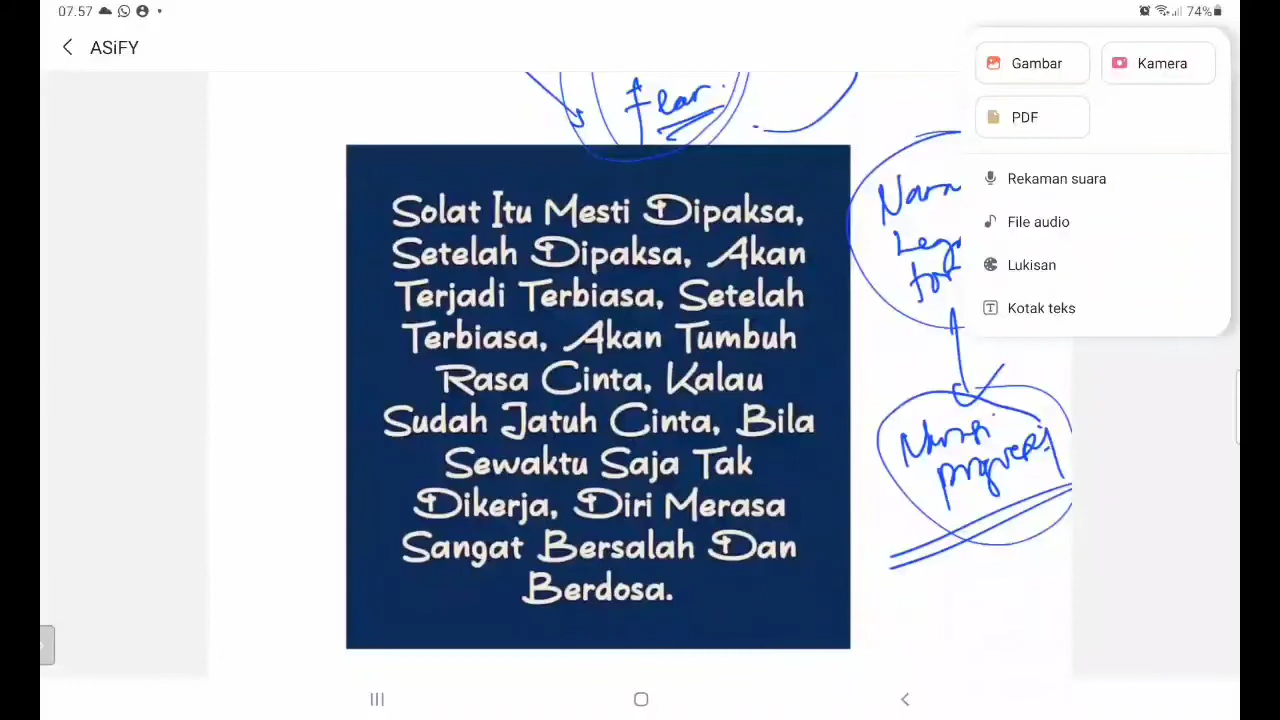 07.57
74%
ASiFY
Gambar
Kamera
PDF
Rekaman suara
File audio
Lukisan
Kotak teks
fear.
Solat Itu Mesti Dipaksa,
Setelah Dipaksa, Akan
Terjadi Terbiasa, Setelah
Terbiasa, Akan Tumbuh
Rasa Cinta, Kalau
Sudah Jatuh Cinta, Bila
Sewaktu Saja Tak
Dikerja, Diri Merasa
Sangat Bersalah Dan
Berdosa.
Narasi